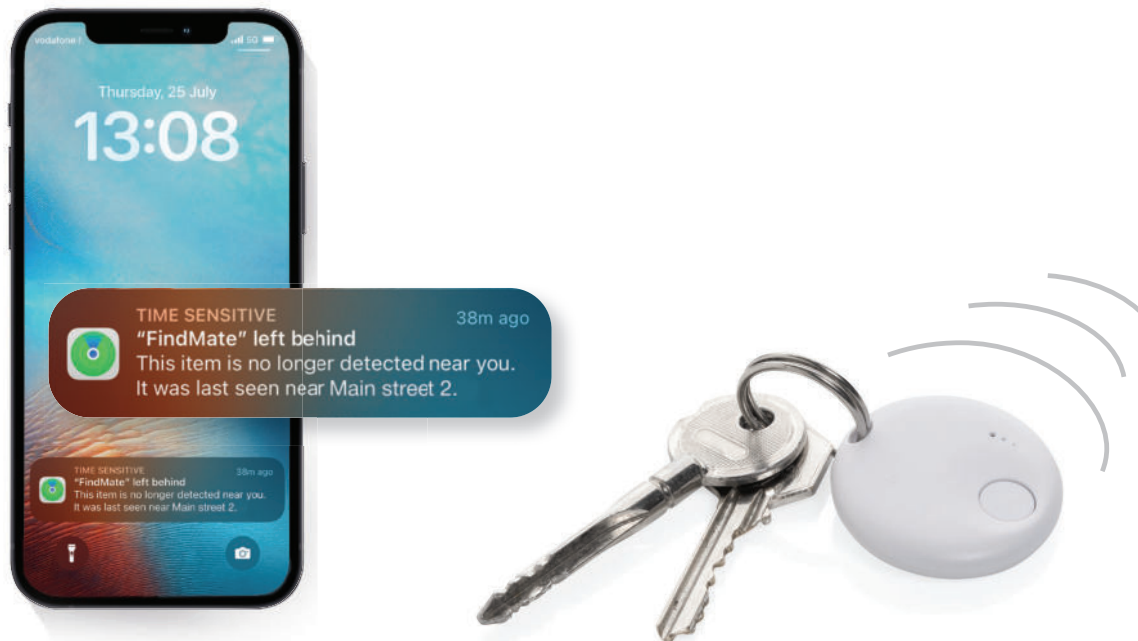 vodafone
5G
Thursday, 25 July
13:08
TIME SENSITIVE
38m ago
“FindMate” left behind
This item is no longer detected near you.
It was last seen near Main street 2.
TIME SENSITIVE
38m ago
“FindMate” left behind
This item is no longer detected near you.
It was last seen near Main street 2.